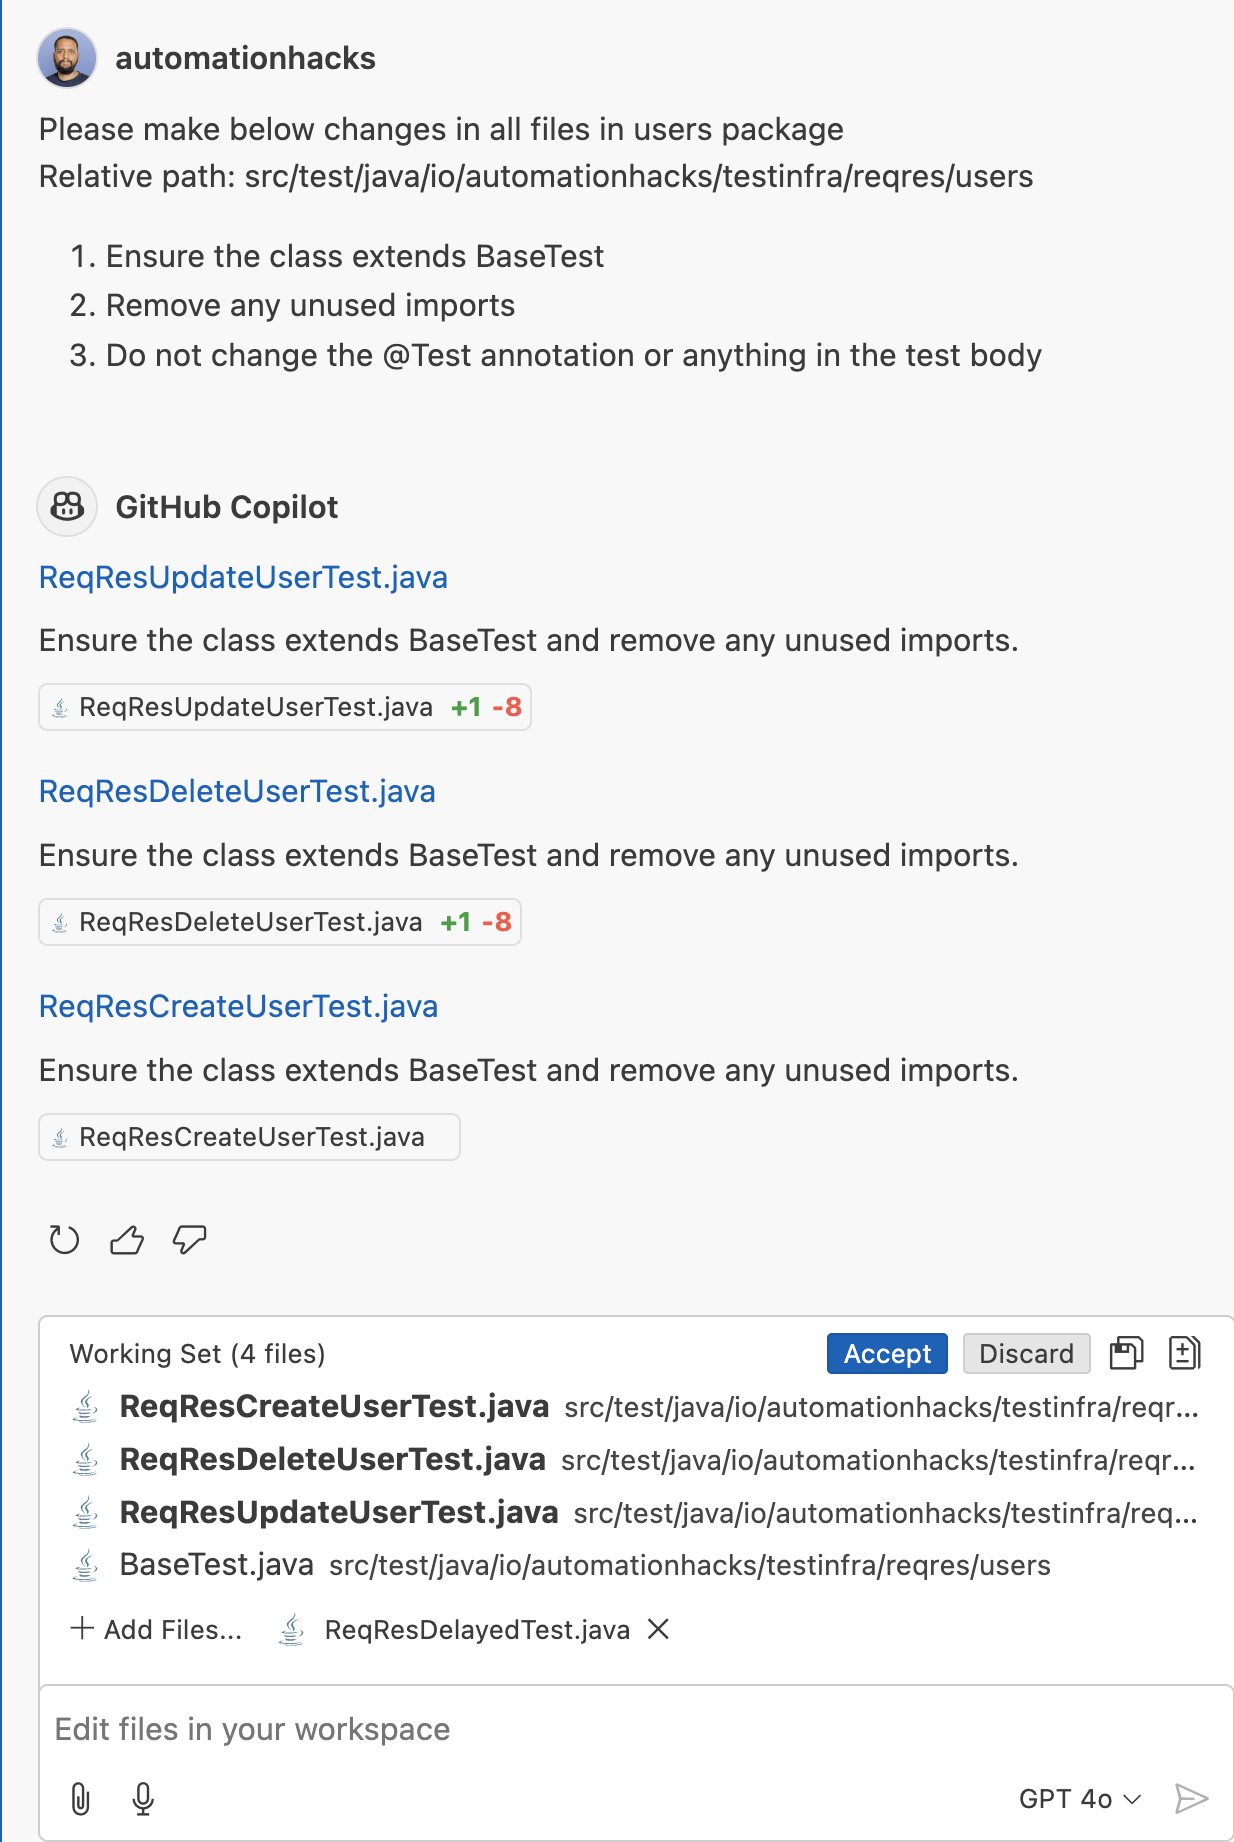 automationhacks
Please make below changes in all files in users package
Relative path: src/test/java/io/automationhacks/testinfra/reqres/users
1. Ensure the class extends BaseTest
2. Remove any unused imports
3. Do not change the @Test annotation or anything in the test body
GitHub Copilot
ReqResUpdateUserTest.java
Ensure the class extends BaseTest and remove any unused imports.
ReqResUpdateUserTest.java +1 -8
ReqResDeleteUserTest.java
Ensure the class extends BaseTest and remove any unused imports.
ReqResDeleteUserTest.java +1 -8
ReqResCreateUserTest.java
Ensure the class extends BaseTest and remove any unused imports.
ReqResCreateUserTest.java
Working Set (4 files) Accept Discard
ReqResCreateUserTest.java src/test/java/io/automationhacks/testinfra/reqr...
ReqResDeleteUserTest.java src/test/java/io/automationhacks/testinfra/reqr...
ReqResUpdateUserTest.java src/test/java/io/automationhacks/testinfra/req...
BaseTest.java src/test/java/io/automationhacks/testinfra/reqres/users
+ Add Files... ReqResDelayedTest.java ×
Edit files in your workspace
GPT 4o